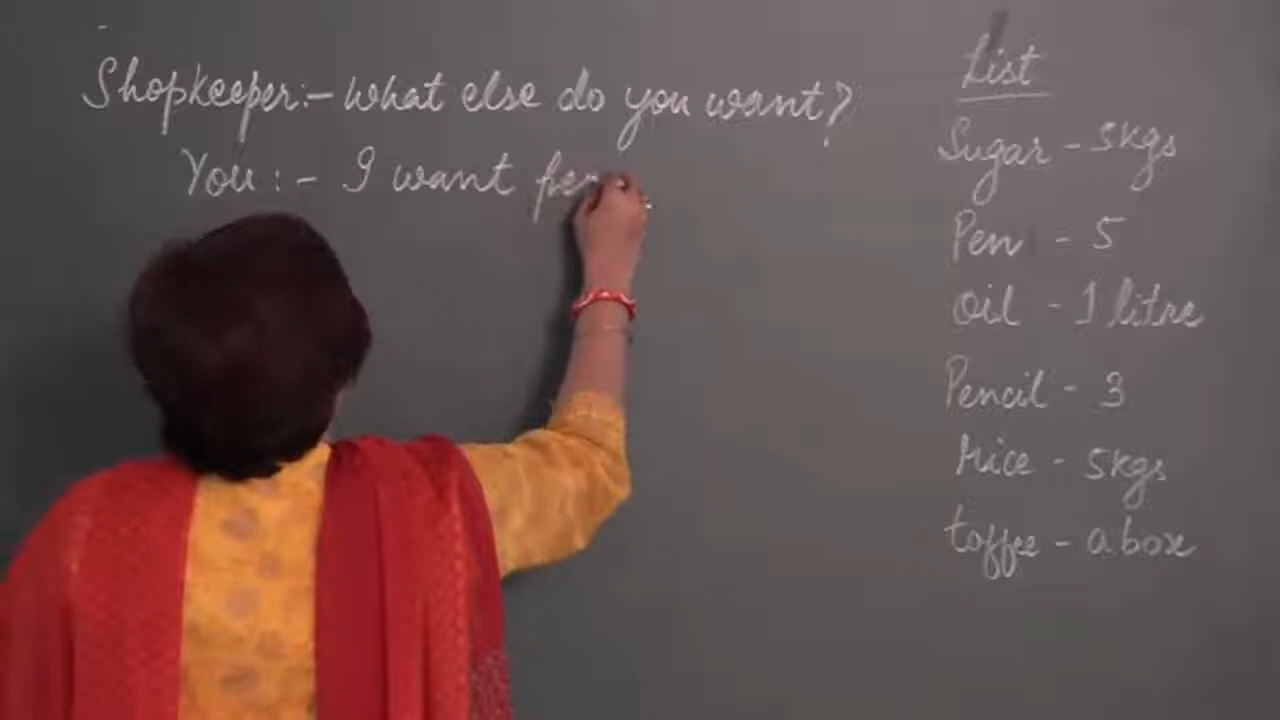 Shopkeeper:- What else do you want?
You:- I want pen
List
Sugar - 5kgs
Pen - 5
oil - 1 litre
Pencil - 3
Rice - 5kgs
toffee - a box